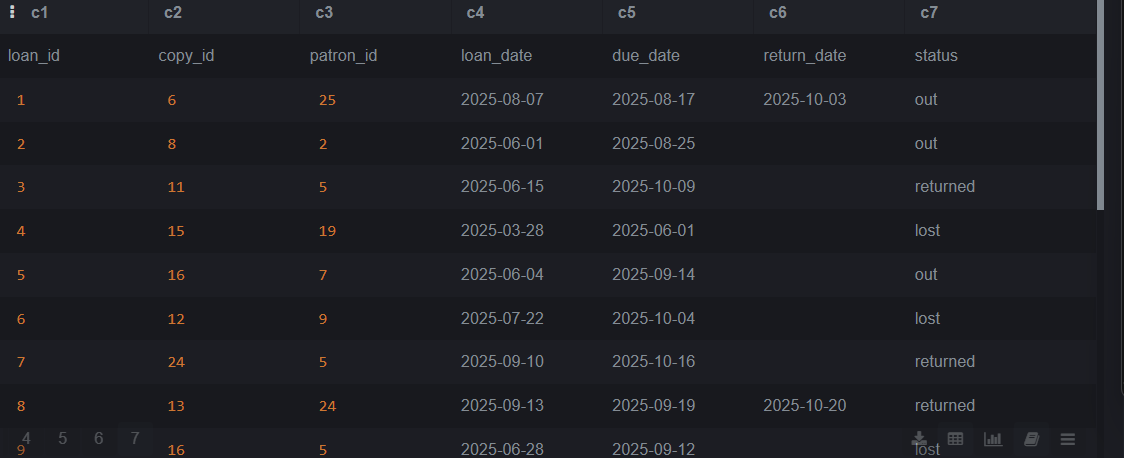 c1 c2 c3 c4 c5 c6 c7
loan_id copy_id patron_id loan_date due_date return_date status
1 6 25 2025-08-07 2025-08-17 2025-10-03 out
2 8 2 2025-06-01 2025-08-25 out
3 11 5 2025-06-15 2025-10-09 returned
4 15 19 2025-03-28 2025-06-01 lost
5 16 7 2025-06-04 2025-09-14 out
6 12 9 2025-07-22 2025-10-04 lost
7 24 5 2025-09-10 2025-10-16 returned
8 13 24 2025-09-13 2025-09-19 2025-10-20 returned
4 5 6 7
9 16 5 2025-06-28 2025-09-12 lost